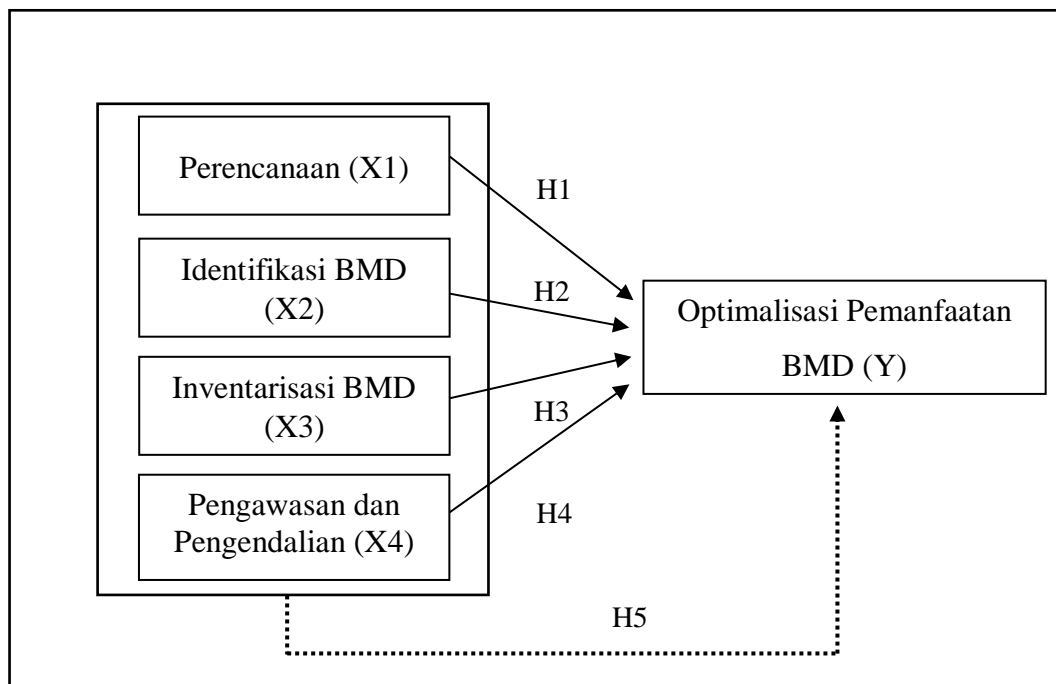 Perencanaan (X1)
H1
Identifikasi BMD
(X2)
H2
Optimalisasi Pemanfaatan
BMD (Y)
Inventarisasi BMD
(X3)
H3
Pengawasan dan
Pengendalian (X4)
H4
H5